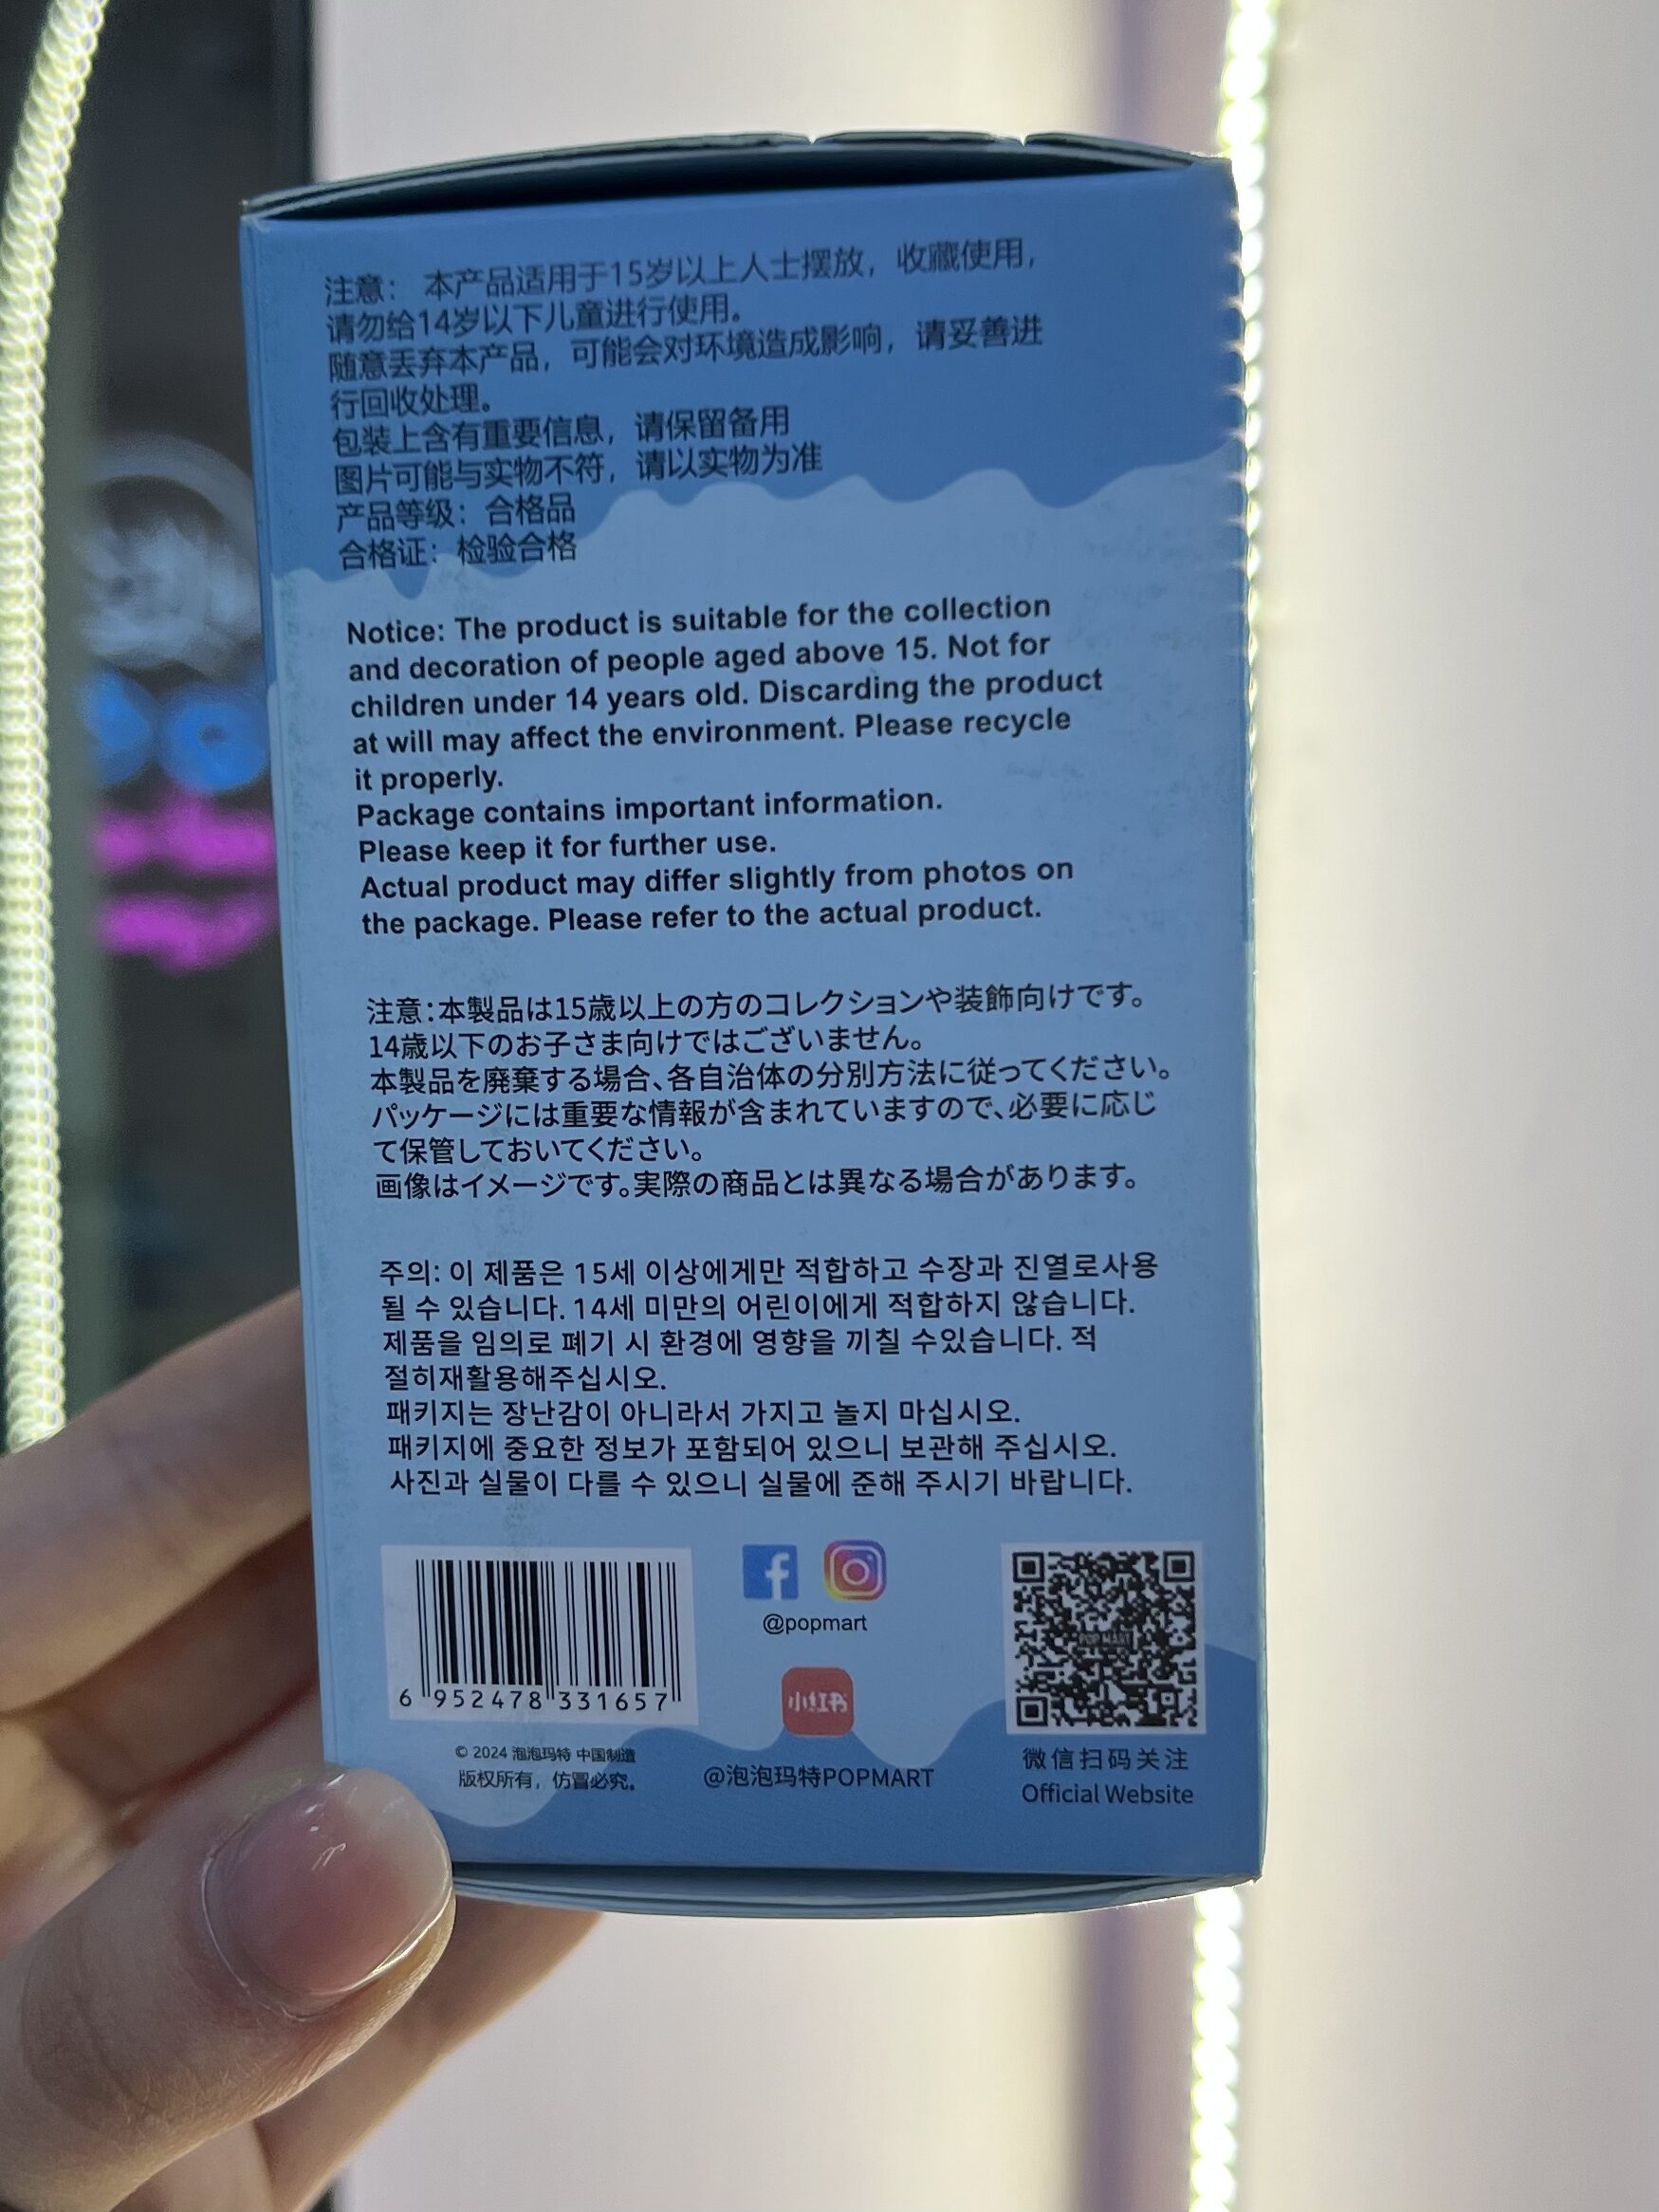 注意： 本产品适用于15岁以上人士摆放，收藏使用，
请勿给14岁以下儿童进行使用。
随意丢弃本产品，可能会对环境造成影响，请妥善进
行回收处理。
包装上含有重要信息，请保留备用
图片可能与实物不符，请以实物为准
产品等级：合格品
合格证：检验合格
Notice: The product is suitable for the collection
and decoration of people aged above 15. Not for
children under 14 years old. Discarding the product
at will may affect the environment. Please recycle
it properly.
Package contains important information.
Please keep it for further use.
Actual product may differ slightly from photos on
the package. Please refer to the actual product.
注意：本製品は15歳以上の方のコレクションや装飾向けです。
14歳以下のお子さま向けではございません。
本製品を廃棄する場合、各自治体の分別方法に従ってください。
パッケージには重要な情報が含まれていますので、必要に応じ
て保管しておいてください。
画像はイメージです。実際の商品とは異なる場合があります。
주의: 이 제품은 15세 이상에게만 적합하고 수장과 진열로사용
될 수 있습니다. 14세 미만의 어린이에게 적합하지 않습니다.
제품을 임의로 폐기 시 환경에 영향을 끼칠 수있습니다. 적
절히재활용해주십시오.
패키지는 장난감이 아니라서 가지고 놀지 마십시오.
패키지에 중요한 정보가 포함되어 있으니 보관해 주십시오.
사진과 실물이 다를 수 있으니 실물에 준해 주시기 바랍니다.
6 952478 331657
© 2024 泡泡玛特 中国制造
版权所有，仿冒必究。
@popmart
小红书
@泡泡玛特POPMART
POP MART
微信扫码关注
Official Website